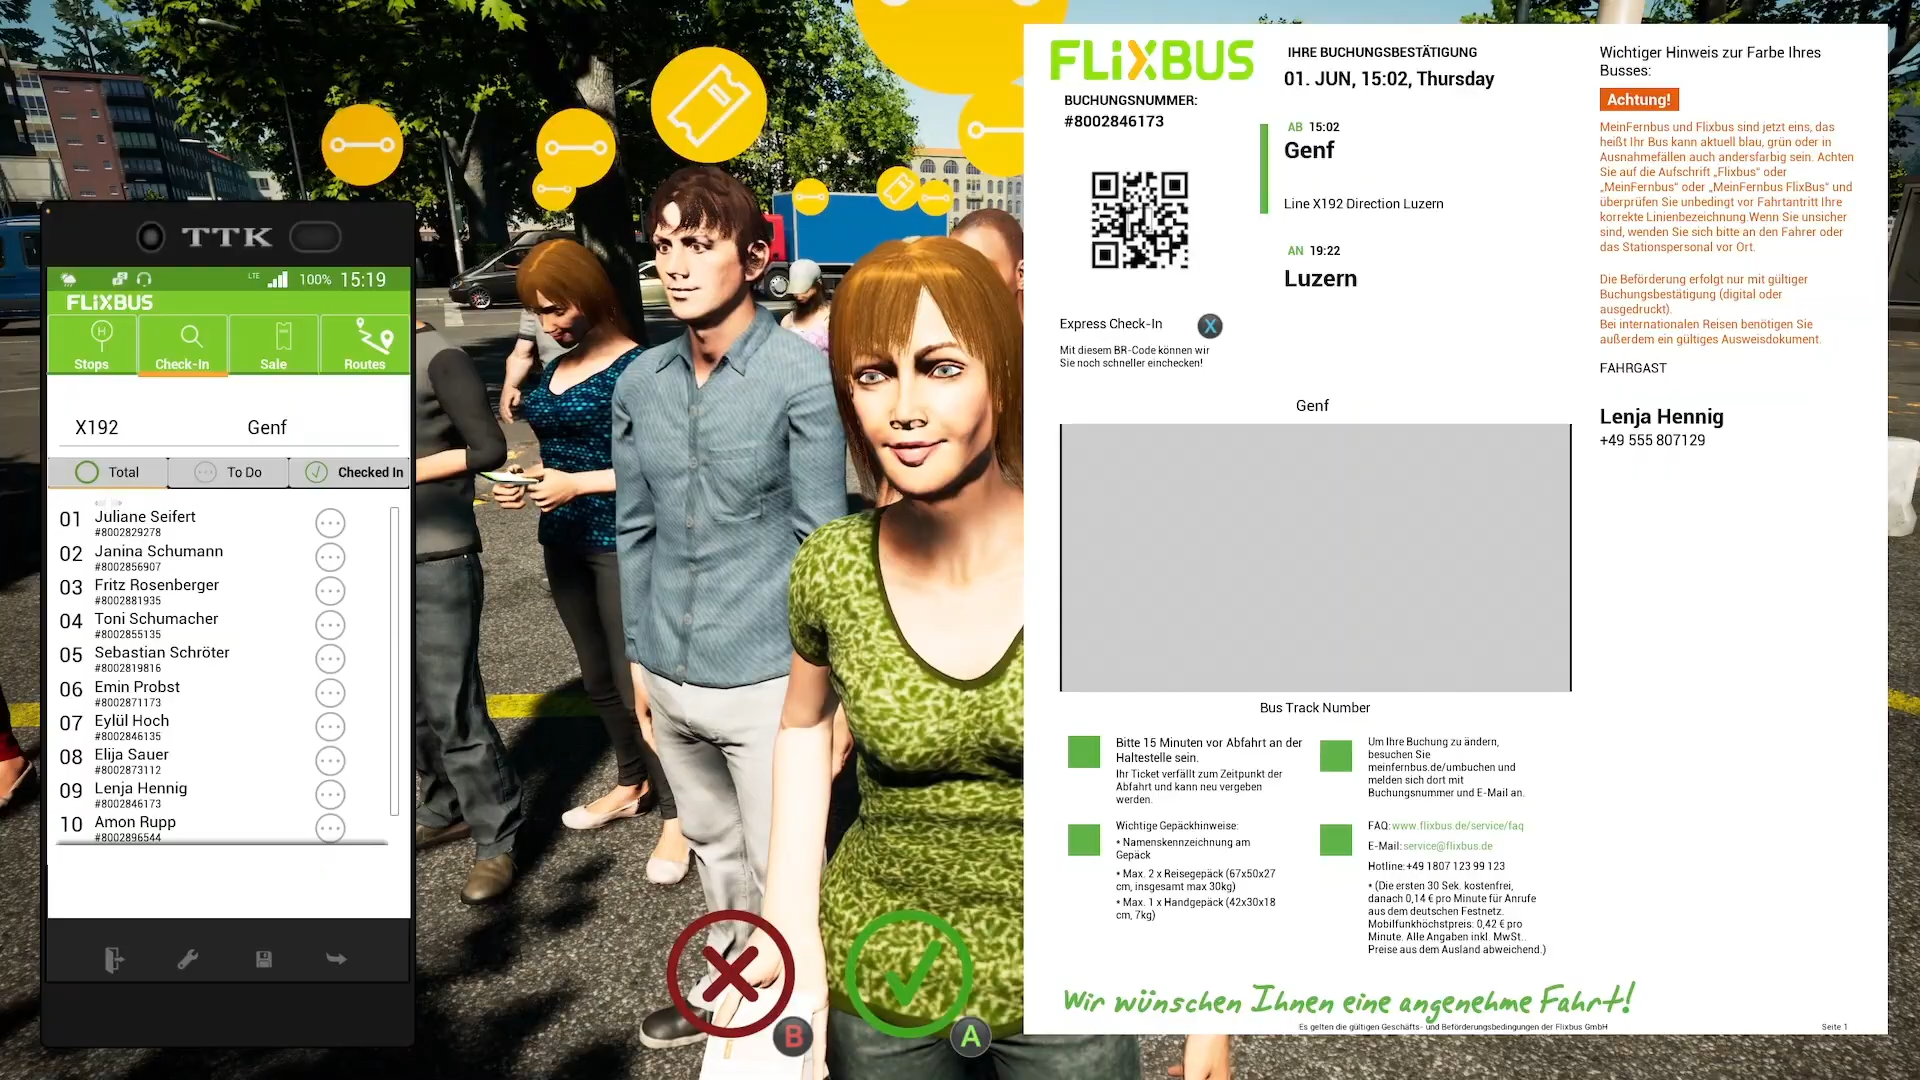 TTK
LTE 100% 15:19
FLiXBUS
Stops
Check-In
Sale
Routes
X192
Genf
Total
To Do
Checked In
01 Juliane Seifert
#8002829278
02 Janina Schumann
#8002856907
03 Fritz Rosenberger
#8002881935
04 Toni Schumacher
#8002855135
05 Sebastian Schröter
#8002819816
06 Emin Probst
#8002871173
07 Eylül Hoch
#8002846135
08 Elija Sauer
#8002873112
09 Lenja Hennig
#8002846173
10 Amon Rupp
#8002896544
B
A
FLiXBUS
BUCHUNGSNUMMER:
#8002846173
Express Check-In
X
Mit diesem BR-Code können wir
Sie noch schneller einchecken!
IHRE BUCHUNGSBESTÄTIGUNG
01. JUN, 15:02, Thursday
AB 15:02
Genf
Line X192 Direction Luzern
AN 19:22
Luzern
Genf
Bus Track Number
Bitte 15 Minuten vor Abfahrt an der
Haltestelle sein.
Ihr Ticket verfällt zum Zeitpunkt der
Abfahrt und kann neu vergeben
werden.
Wichtige Gepäckhinweise:
* Namenskennzeichnung am
Gepäck
* Max. 2 x Reisegepäck (67x50x27
cm, insgesamt max 30kg)
* Max. 1 x Handgepäck (42x30x18
cm, 7kg)
Um Ihre Buchung zu ändern,
besuchen Sie
meinfernbus.de/umbuchen und
melden sich dort mit
Buchungsnummer und E-Mail an.
FAQ: www.flixbus.de/service/faq
E-Mail: service@flixbus.de
Hotline: +49 1807 123 99 123
* (Die ersten 30 Sek. kostenfrei,
danach 0,14 € pro Minute für Anrufe
aus dem deutschen Festnetz.
Mobilfunkhöchstpreis: 0,42 € pro
Minute. Alle Angaben inkl. MwSt..
Preise aus dem Ausland abweichend.)
Wichtiger Hinweis zur Farbe Ihres
Busses:
Achtung!
MeinFernbus und Flixbus sind jetzt eins, das
heißt Ihr Bus kann aktuell blau, grün oder in
Ausnahmefällen auch andersfarbig sein. Achten
Sie auf die Aufschrift „Flixbus“ oder
„MeinFernbus“ oder „MeinFernbus FlixBus“ und
überprüfen Sie unbedingt vor Fahrtantritt Ihre
korrekte Linienbezeichnung.Wenn Sie unsicher
sind, wenden Sie sich bitte an den Fahrer oder
das Stationspersonal vor Ort.
Die Beförderung erfolgt nur mit gültiger
Buchungsbestätigung (digital oder
ausgedruckt).
Bei internationalen Reisen benötigen Sie
außerdem ein gültiges Ausweisdokument.
FAHRGAST
Lenja Hennig
+49 555 807129
Wir wünschen Ihnen eine angenehme Fahrt!
Es gelten die gültigen Geschäfts- und Beförderungsbedingungen der Flixbus GmbH
Seite 1